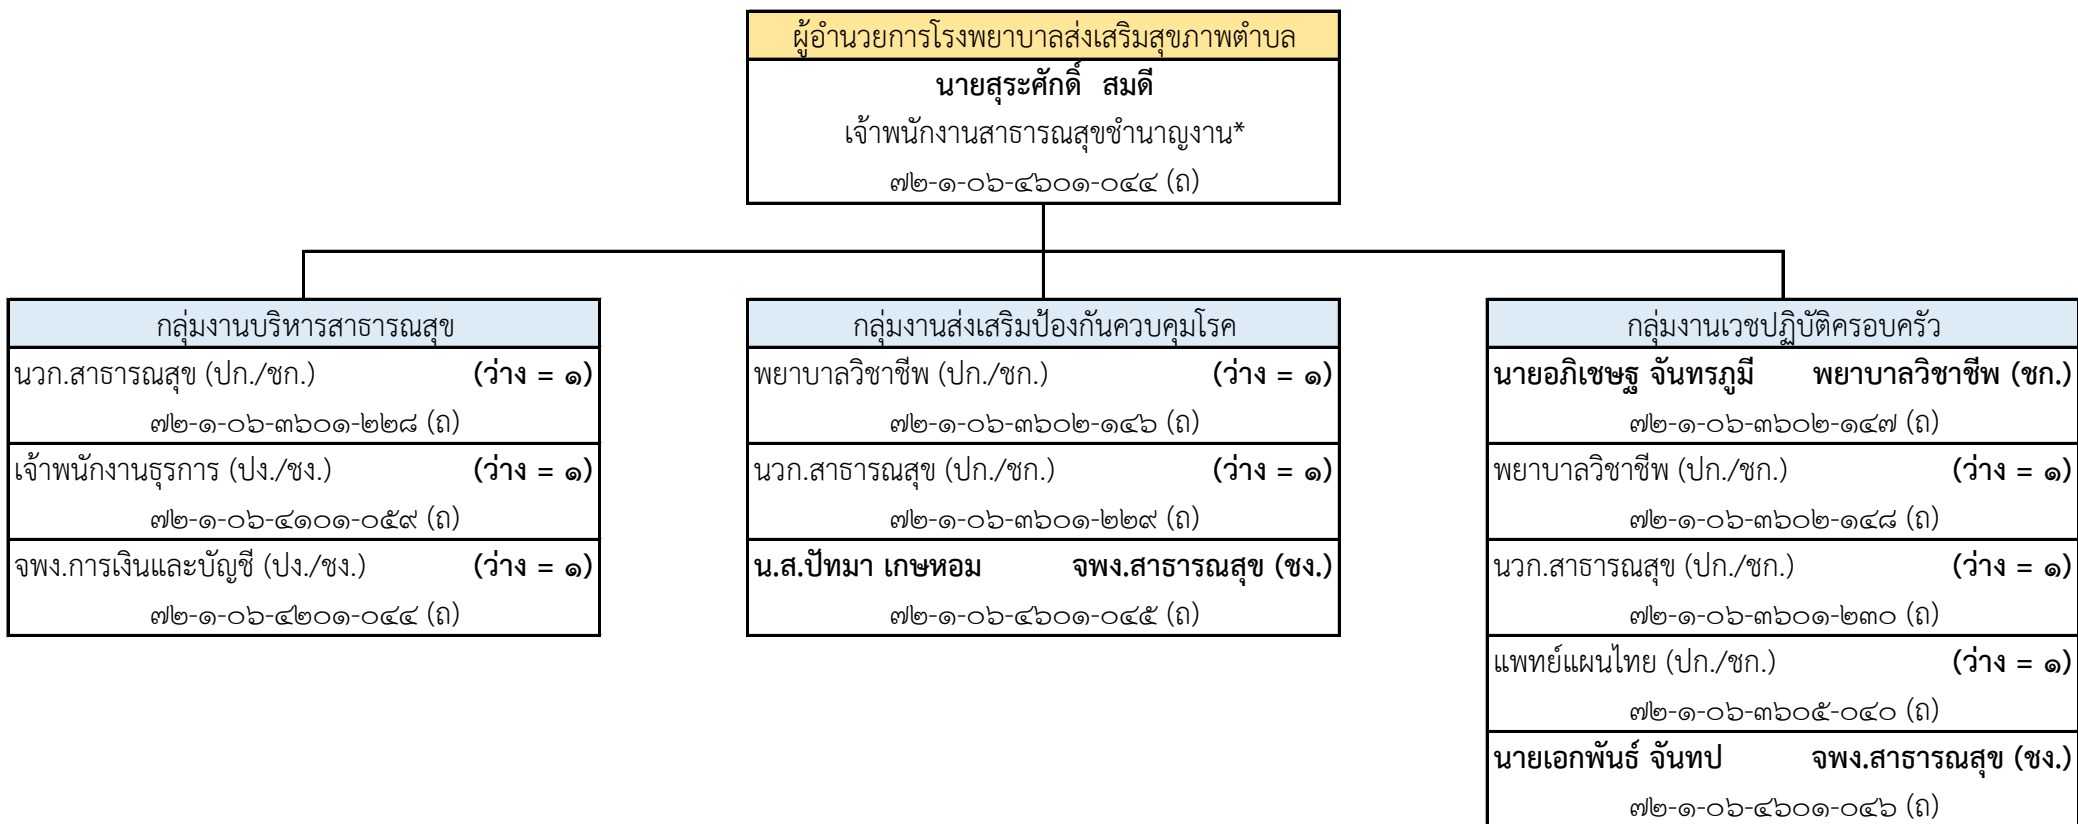 ผู้อำนวยการโรงพยาบาลส่งเสริมสุขภาพตำบล
นายสุระศักดิ์ สมดี
เจ้าพนักงานสาธารณสุขชำนาญงาน*
๗๒-๑-๐๖-๔๖๐๑-๐๔๔ (ถ)
กลุ่มงานบริหารสาธารณสุข
นวก.สาธารณสุข (ปก./ชก.) (ว่าง = ๑)
๗๒-๑-๐๖-๓๖๐๑-๒๒๘ (ถ)
เจ้าพนักงานธุรการ (ปง./ชง.) (ว่าง = ๑)
๗๒-๑-๐๖-๔๑๐๑-๐๕๙ (ถ)
จพง.การเงินและบัญชี (ปง./ชง.) (ว่าง = ๑)
๗๒-๑-๐๖-๔๒๐๑-๐๔๔ (ถ)
กลุ่มงานส่งเสริมป้องกันควบคุมโรค
พยาบาลวิชาชีพ (ปก./ชก.) (ว่าง = ๑)
๗๒-๑-๐๖-๓๖๐๒-๑๔๖ (ถ)
นวก.สาธารณสุข (ปก./ชก.) (ว่าง = ๑)
๗๒-๑-๐๖-๓๖๐๑-๒๒๙ (ถ)
น.ส.ปัทมา เกษหอม จพง.สาธารณสุข (ชง.)
๗๒-๑-๐๖-๔๖๐๑-๐๔๕ (ถ)
กลุ่มงานเวชปฏิบัติครอบครัว
นายอภิเชษฐ จันทรภูมี พยาบาลวิชาชีพ (ชก.)
๗๒-๑-๐๖-๓๖๐๒-๑๔๗ (ถ)
พยาบาลวิชาชีพ (ปก./ชก.) (ว่าง = ๑)
๗๒-๑-๐๖-๓๖๐๒-๑๔๘ (ถ)
นวก.สาธารณสุข (ปก./ชก.) (ว่าง = ๑)
๗๒-๑-๐๖-๓๖๐๑-๒๓๐ (ถ)
แพทย์แผนไทย (ปก./ชก.) (ว่าง = ๑)
๗๒-๑-๐๖-๓๖๐๕-๐๔๐ (ถ)
นายเอกพันธ์ จันทป จพง.สาธารณสุข (ชง.)
๗๒-๑-๐๖-๔๖๐๑-๐๔๖ (ถ)